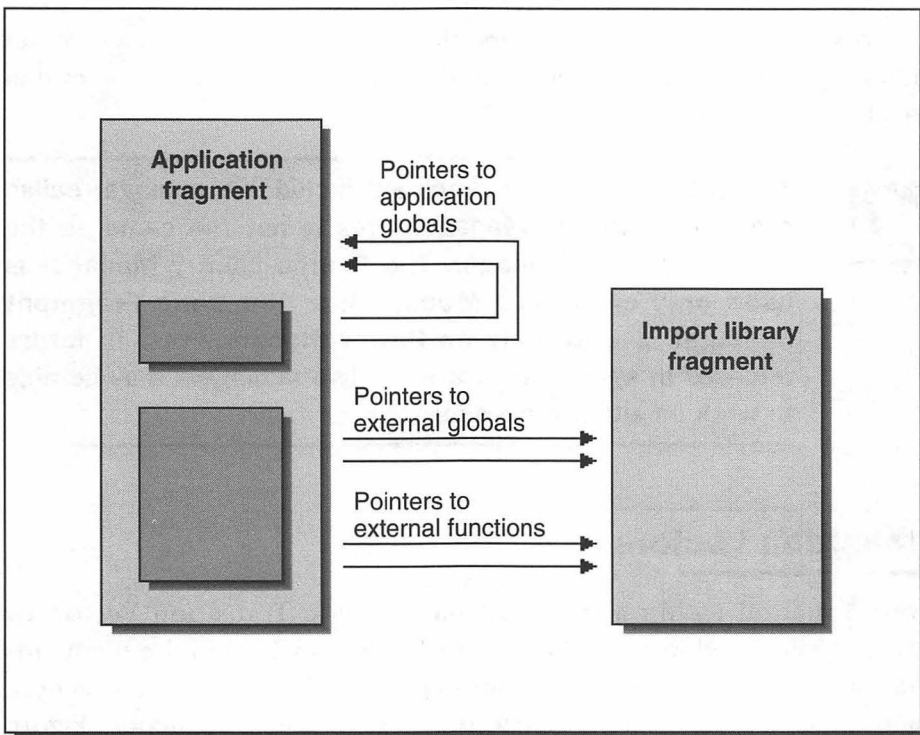 Application
fragment
Pointers to
application
globals
Import library
fragment
Pointers to
external globals
Pointers to
external functions